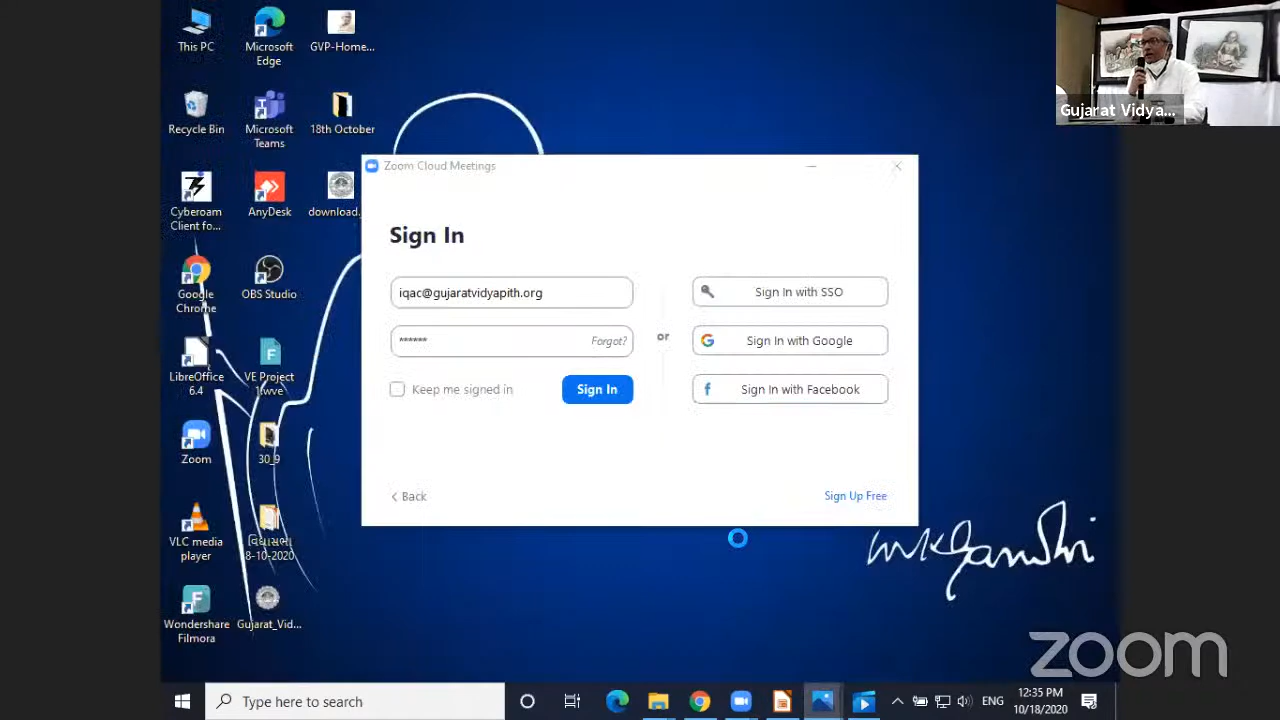 This PC
Microsoft Edge
GVP-Home...
Recycle Bin
Microsoft Teams
18th October
Cyberoam Client fo...
AnyDesk
download.
Google Chrome
OBS Studio
LibreOffice 6.4
VE Project
Zoom
30_9
VLC media player
8-10-2020
Wondershare Filmora
Gujarat_Vid...
Zoom Cloud Meetings
Sign In
iqac@gujaratvidyapith.org
******
Forgot?
Keep me signed in
Sign In
or
Sign In with SSO
Sign In with Google
Sign In with Facebook
Back
Sign Up Free
Gujarat Vidya...
mkgandhi
zoom
Type here to search
ENG
12:35 PM
10/18/2020